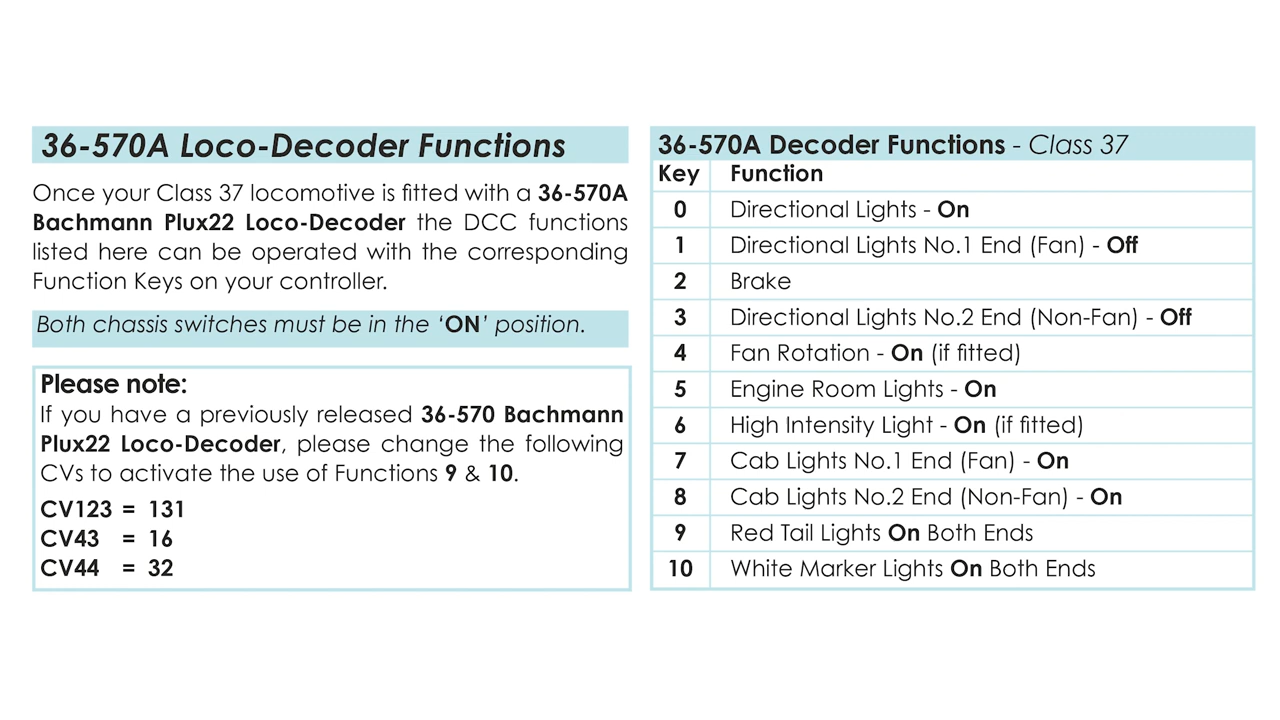 36-570A Loco-Decoder Functions
Once your Class 37 locomotive is fitted with a 36-570A
Bachmann Plux22 Loco-Decoder the DCC functions
listed here can be operated with the corresponding
Function Keys on your controller.
Both chassis switches must be in the ‘ON’ position.
Please note:
If you have a previously released 36-570 Bachmann
Plux22 Loco-Decoder, please change the following
CVs to activate the use of Functions 9 & 10.
CV123 = 131
CV43 = 16
CV44 = 32
36-570A Decoder Functions - Class 37
Key Function
0 Directional Lights - On
1 Directional Lights No.1 End (Fan) - Off
2 Brake
3 Directional Lights No.2 End (Non-Fan) - Off
4 Fan Rotation - On (if fitted)
5 Engine Room Lights - On
6 High Intensity Light - On (if fitted)
7 Cab Lights No.1 End (Fan) - On
8 Cab Lights No.2 End (Non-Fan) - On
9 Red Tail Lights On Both Ends
10 White Marker Lights On Both Ends